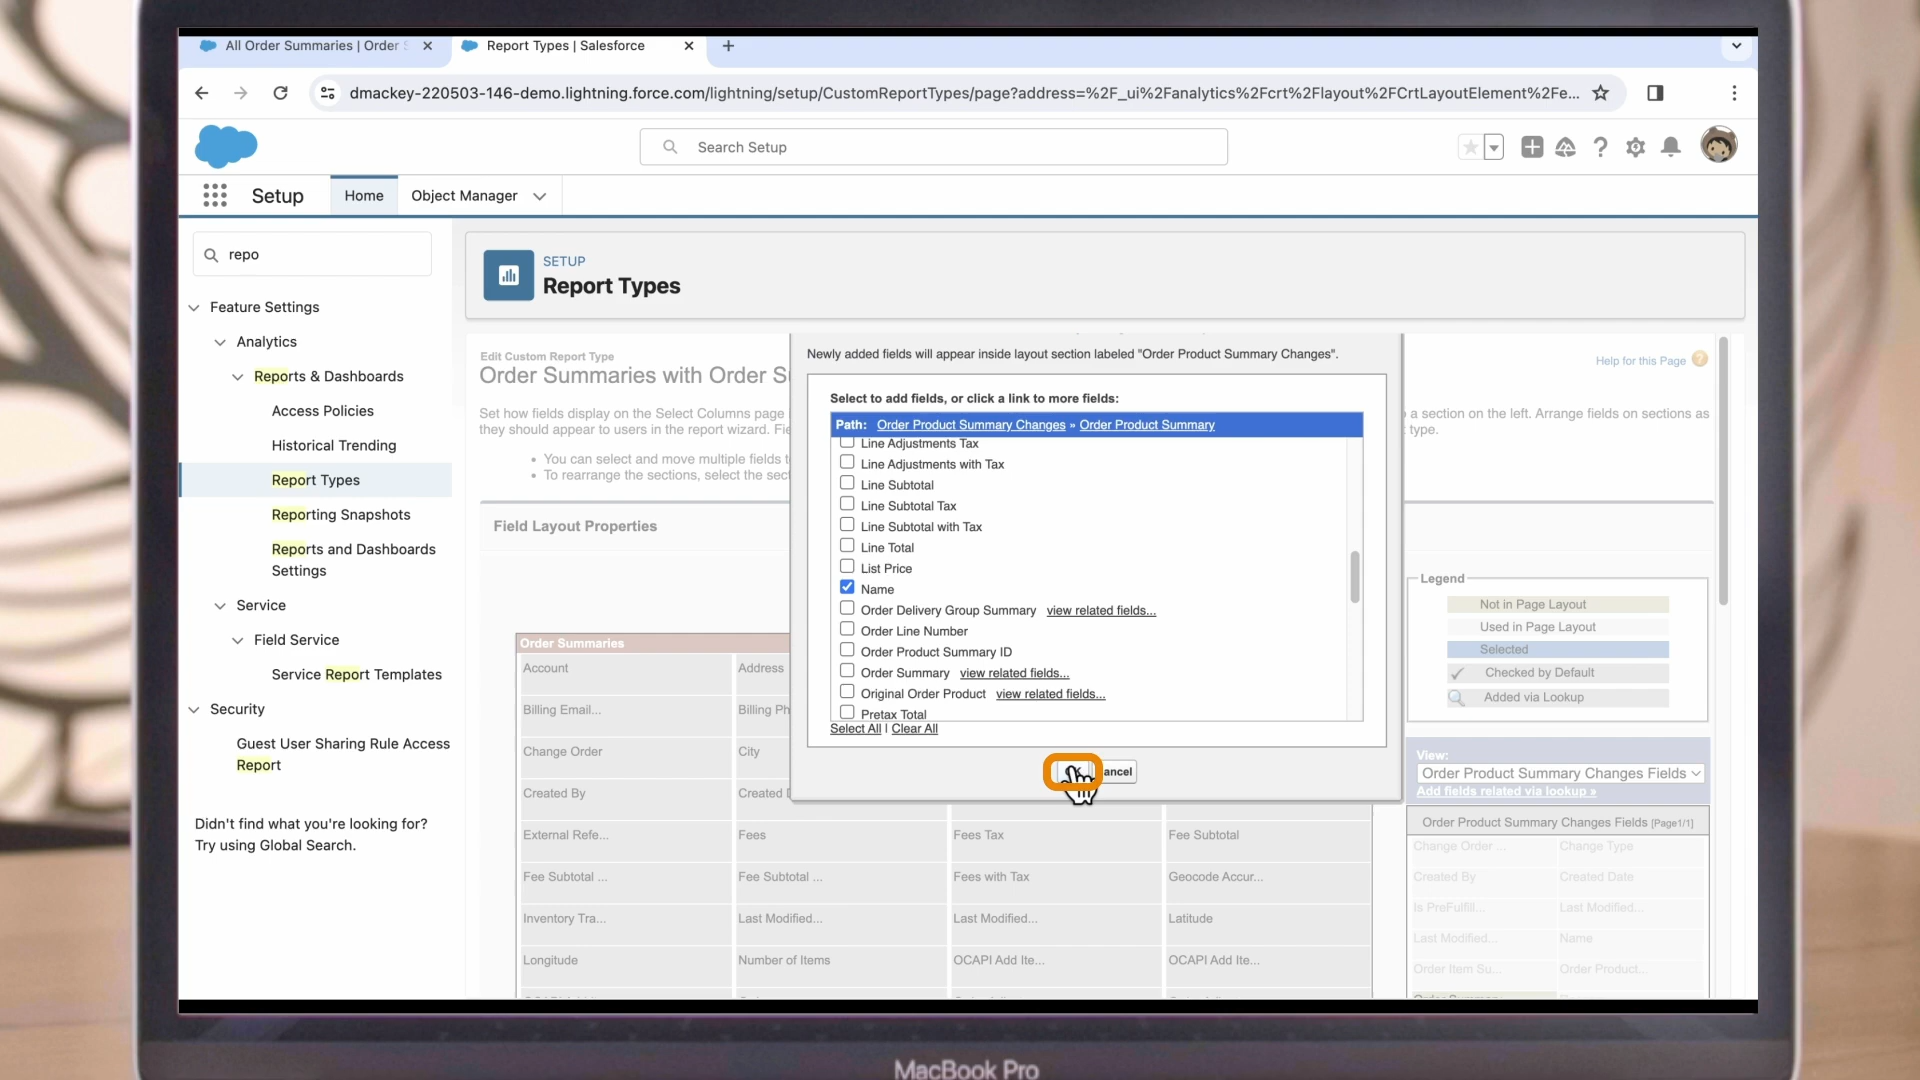 All Order Summaries | Order S
Report Types | Salesforce
dmackey-220503-146-demo.lightning.force.com/lightning/setup/CustomReportTypes/page?address=%2F_ui%2Fanalytics%2Fcrt%2Flayout%2FCrtLayoutElement%2Fe...
Search Setup
Setup
Home
Object Manager
repo
Feature Settings
Analytics
Reports & Dashboards
Access Policies
Historical Trending
Report Types
Reporting Snapshots
Reports and Dashboards
Settings
Service
Field Service
Service Report Templates
Security
Guest User Sharing Rule Access
Report
Didn't find what you're looking for?
Try using Global Search.
SETUP
Report Types
Edit Custom Report Type
Order Summaries with Order S
Help for this Page
Set how fields display on the Select Columns page
a section on the left. Arrange fields on sections as
they should appear to users in the report wizard.
type.
You can select and move multiple fields
To rearrange the sections, select the sect
Field Layout Properties
Newly added fields will appear inside layout section labeled "Order Product Summary Changes".
Select to add fields, or click a link to more fields:
Path: Order Product Summary Changes » Order Product Summary
Line Adjustments Tax
Line Adjustments with Tax
Line Subtotal
Line Subtotal Tax
Line Subtotal with Tax
Line Total
List Price
Name
Order Delivery Group Summary view related fields...
Order Line Number
Order Product Summary ID
Order Summary view related fields...
Original Order Product view related fields...
Pretax Total
Select All | Clear All
ancel
Legend
Not in Page Layout
Used in Page Layout
Selected
Checked by Default
Added via Lookup
View:
Order Product Summary Changes Fields
Add fields related via lookup »
Order Product Summary Changes Fields [Page1/1]
Change Order ... Change Type
Created By Created Date
Is PreFulfill... Last Modified...
Last Modified... Name
Order Item Su... Order Product...
Order Summaries
Account Address
Billing Email... Billing Ph
Change Order City
Created By Created D
External Refe... Fees Fees Tax Fee Subtotal
Fee Subtotal ... Fee Subtotal ... Fees with Tax Geocode Accur...
Inventory Tra... Last Modified... Last Modified... Latitude
Longitude Number of Items OCAPI Add Ite... OCAPI Add Ite...
MacBook Pro